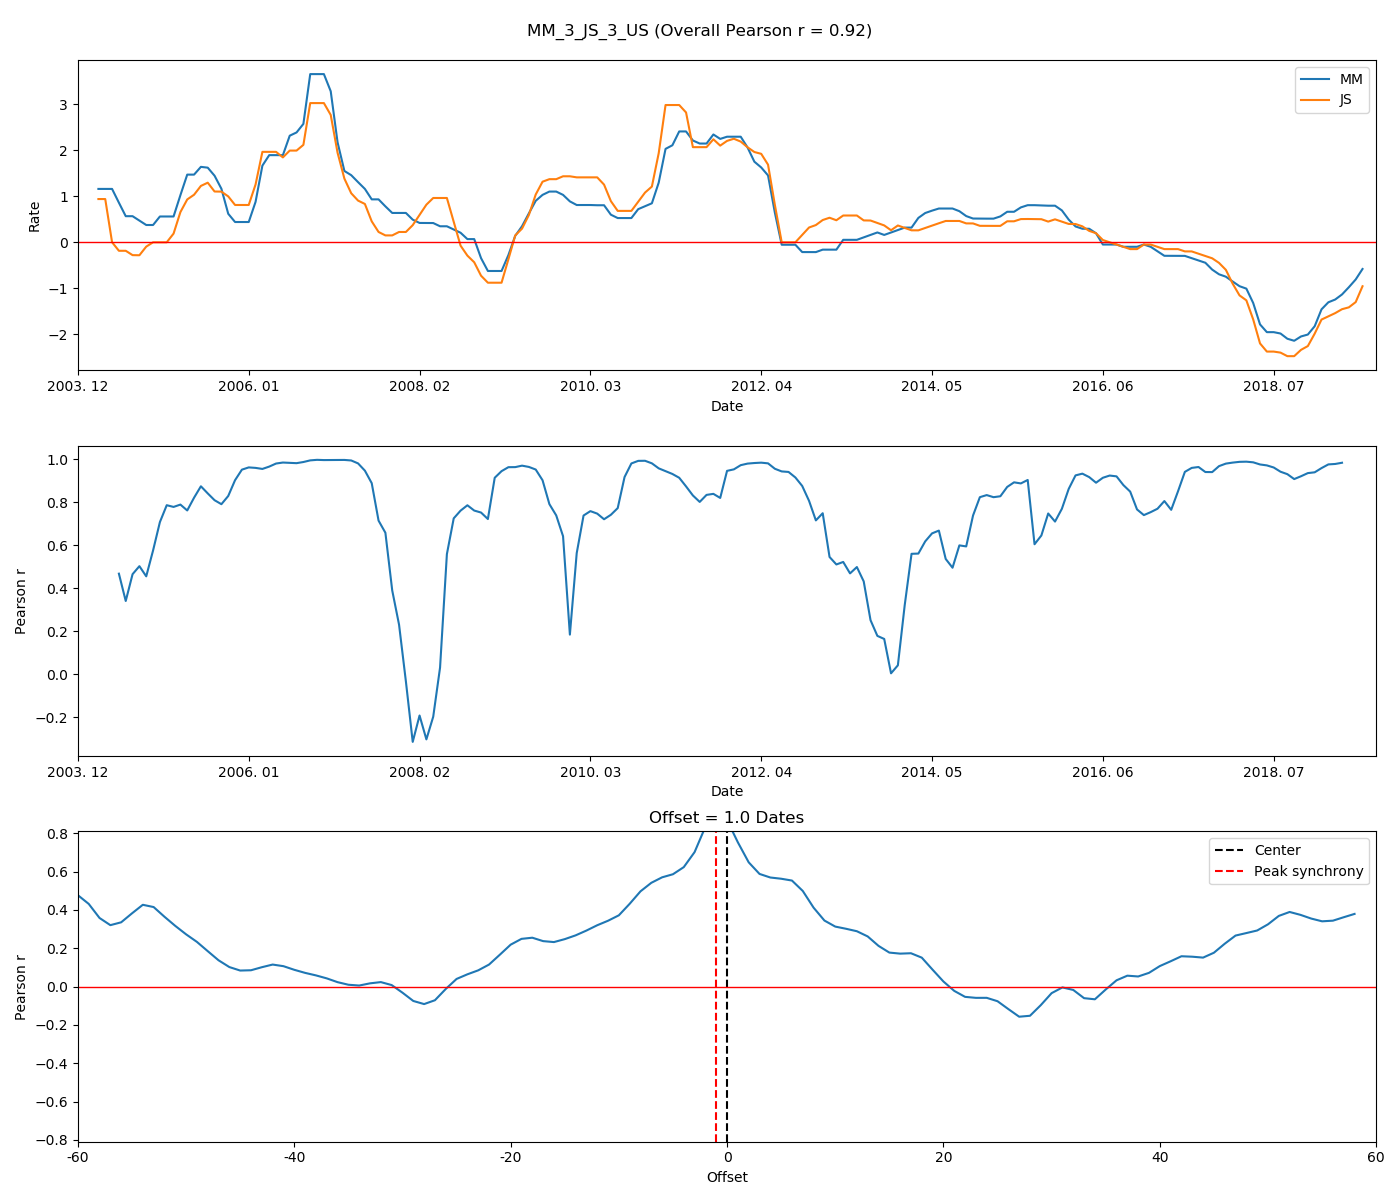 MM_3_JS_3_US (Overall Pearson r = 0.92)
MM
JS
3
2
1
0
−1
−2
Rate
2003. 12 2006. 01 2008. 02 2010. 03 2012. 04 2014. 05 2016. 06 2018. 07
Date
1.0
0.8
0.6
0.4
0.2
0.0
−0.2
Pearson r
2003. 12 2006. 01 2008. 02 2010. 03 2012. 04 2014. 05 2016. 06 2018. 07
Date
Offset = 1.0 Dates
Center
Peak synchrony
0.8
0.6
0.4
0.2
0.0
−0.2
−0.4
−0.6
−0.8
Pearson r
-60 -40 -20 0 20 40 60
Offset